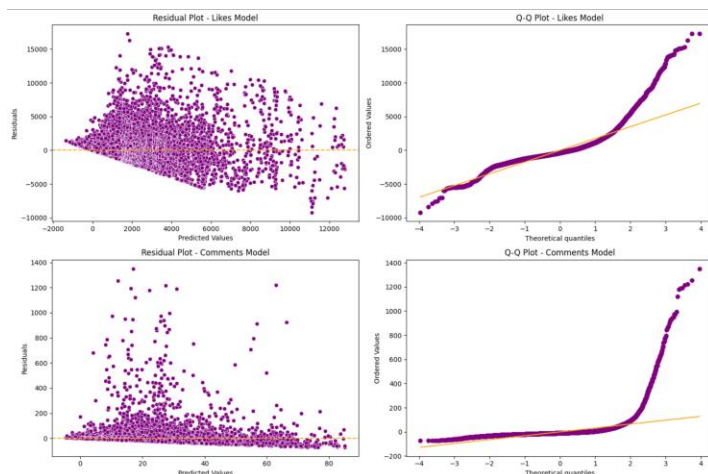 Residual Plot - Likes Model
15000
10000
5000
0
−5000
−10000
Residuals
−2000 0 2000 4000 6000 8000 10000 12000
Predicted Values
Q-Q Plot - Likes Model
15000
10000
5000
0
−5000
−10000
Ordered Values
−4 −3 −2 −1 0 1 2 3 4
Theoretical quantiles
Residual Plot - Comments Model
1400
1200
1000
800
600
400
200
0
Residuals
0 20 40 60 80
Predicted Values
Q-Q Plot - Comments Model
1400
1200
1000
800
600
400
200
0
−200
Ordered Values
−4 −3 −2 −1 0 1 2 3 4
Theoretical quantiles